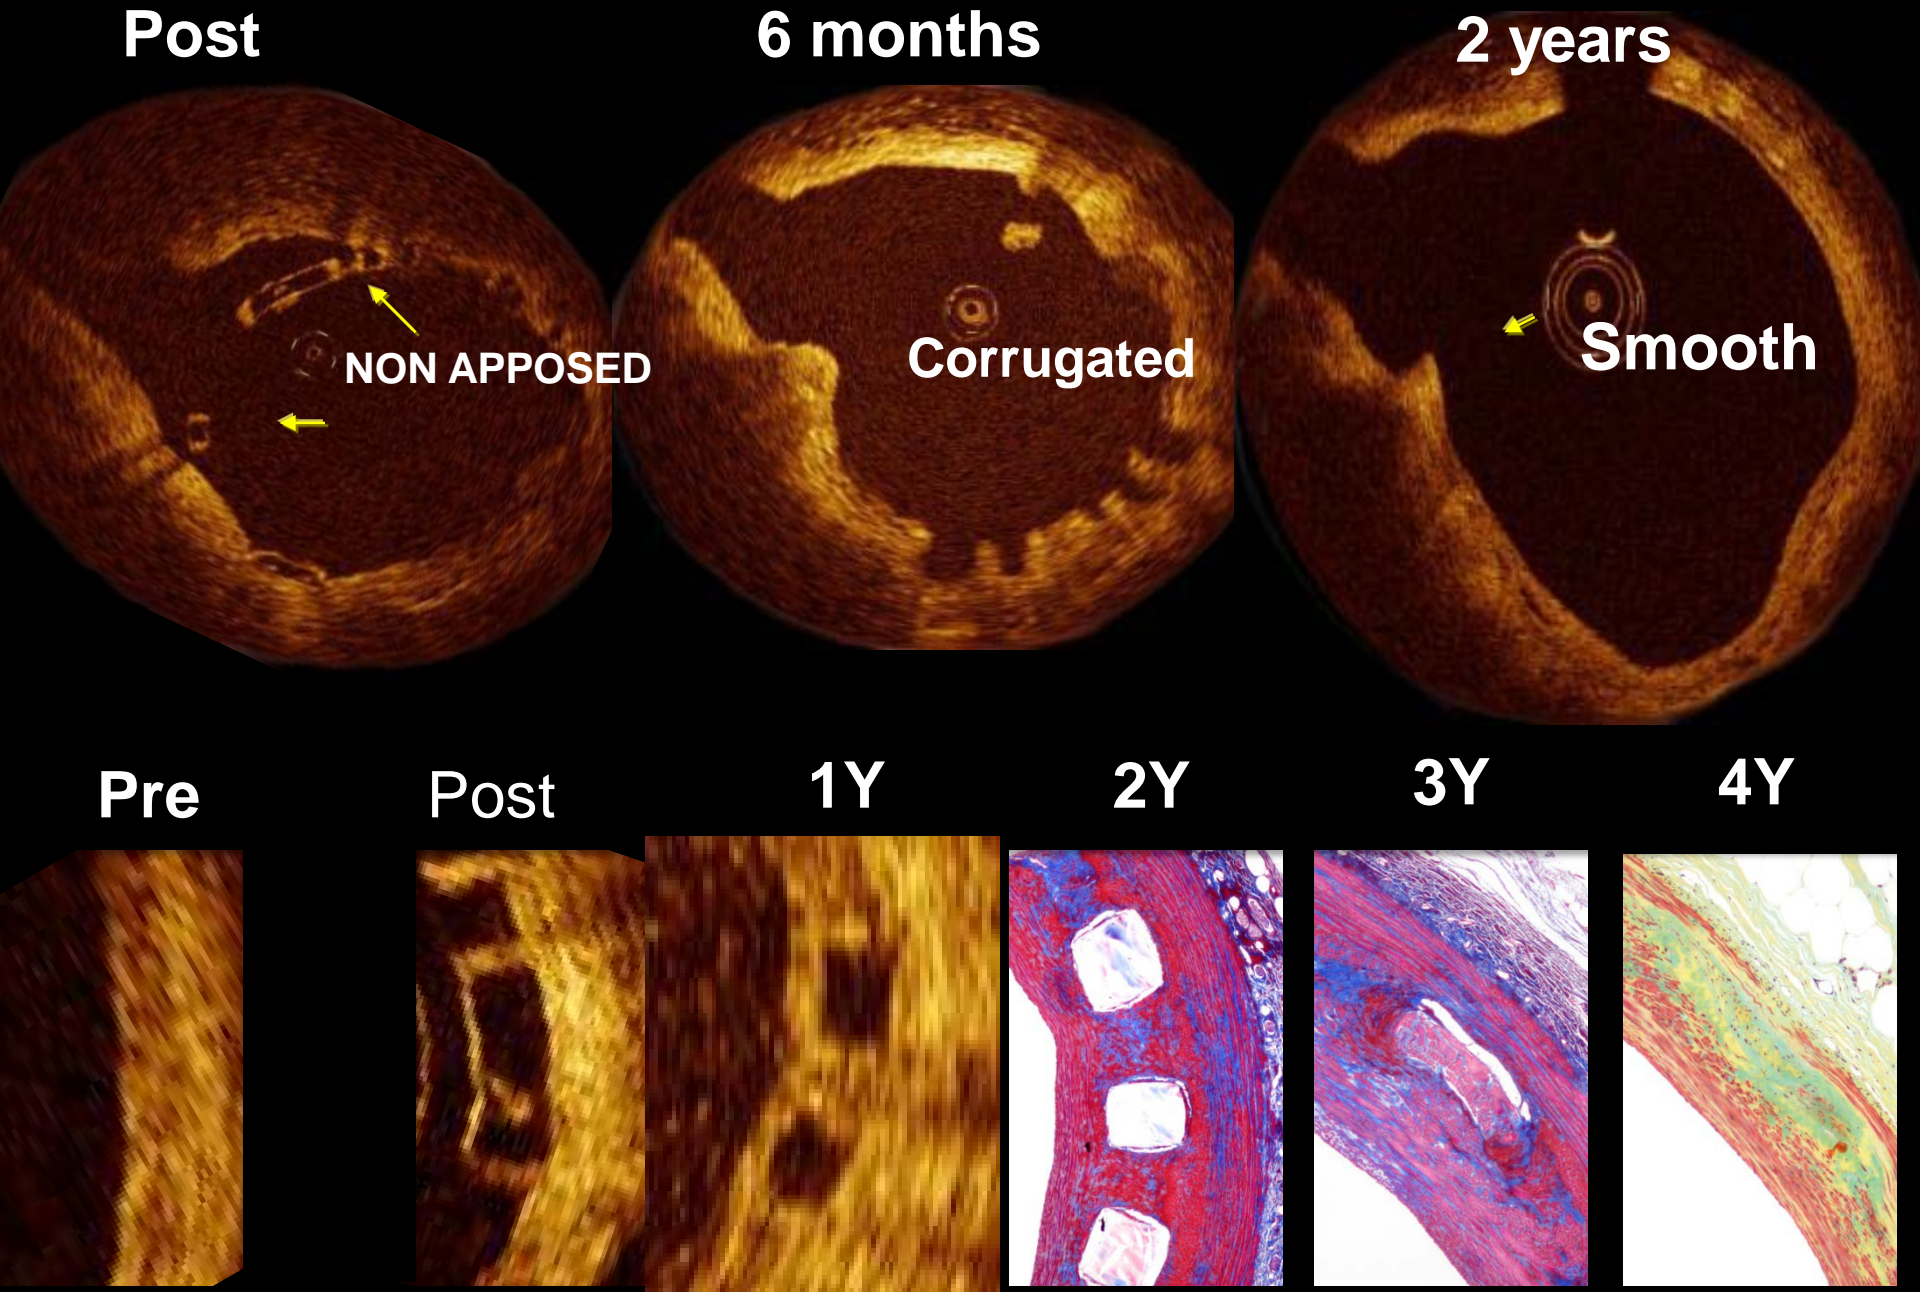 Post
6 months
2 years
NON APPOSED
Corrugated
Smooth
Pre
Post
1Y
2Y
3Y
4Y